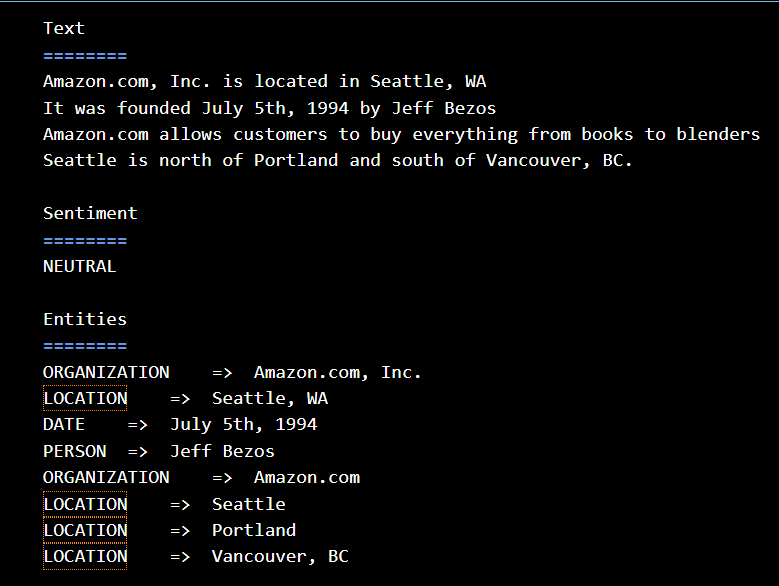 Text
========
Amazon.com, Inc. is located in Seattle, WA
It was founded July 5th, 1994 by Jeff Bezos
Amazon.com allows customers to buy everything from books to blenders
Seattle is north of Portland and south of Vancouver, BC.
Sentiment
========
NEUTRAL
Entities
========
ORGANIZATION => Amazon.com, Inc.
LOCATION => Seattle, WA
DATE => July 5th, 1994
PERSON => Jeff Bezos
ORGANIZATION => Amazon.com
LOCATION => Seattle
LOCATION => Portland
LOCATION => Vancouver, BC